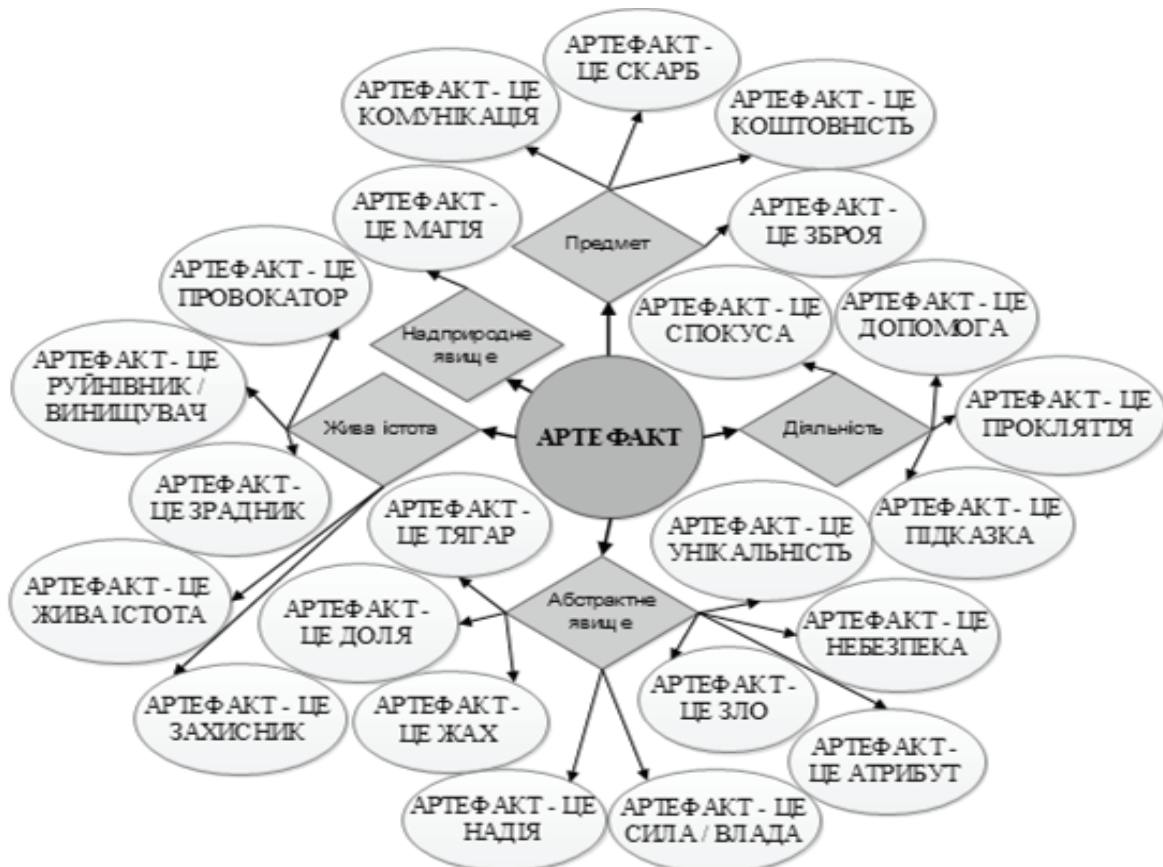 АРТЕФАКТ -
ЦЕ СКАРБ
АРТЕФАКТ - ЦЕ
КОМУНІКАЦІЯ
АРТЕФАКТ - ЦЕ
КОШТОВНІСТЬ
АРТЕФАКТ -
ЦЕ МАГІЯ
Предмет
АРТЕФАКТ -
ЦЕ ЗБРОЯ
АРТЕФАКТ - ЦЕ
ПРОВОКАТОР
Надприродне
явище
АРТЕФАКТ - ЦЕ
СПОКУСА
АРТЕФАКТ - ЦЕ
ДОПОМОГА
АРТЕФАКТ - ЦЕ
РУЙНІВНИК /
ВИНИЩУВАЧ
Жива істота
АРТЕФАКТ
Діяльність
АРТЕФАКТ - ЦЕ
ПРОКЛЯТТЯ
АРТЕФАКТ -
ЦЕ ЗРАДНИК
АРТЕФАКТ -
ЦЕ ТЯГАР
АРТЕФАКТ - ЦЕ
УНІКАЛЬНІСТЬ
АРТЕФАКТ - ЦЕ
ПІДКАЗКА
АРТЕФАКТ - ЦЕ
ЖИВА ІСТОТА
АРТЕФАКТ -
ЦЕ ДОЛЯ
Абстрактне
явище
АРТЕФАКТ - ЦЕ
НЕБЕЗПЕКА
АРТЕФАКТ - ЦЕ
ЗАХИСНИК
АРТЕФАКТ -
ЦЕ ЖАХ
АРТЕФАКТ -
ЦЕ ЗЛО
АРТЕФАКТ -
ЦЕ АТРИБУТ
АРТЕФАКТ - ЦЕ
НАДІЯ
АРТЕФАКТ - ЦЕ
СИЛА / ВЛАДА